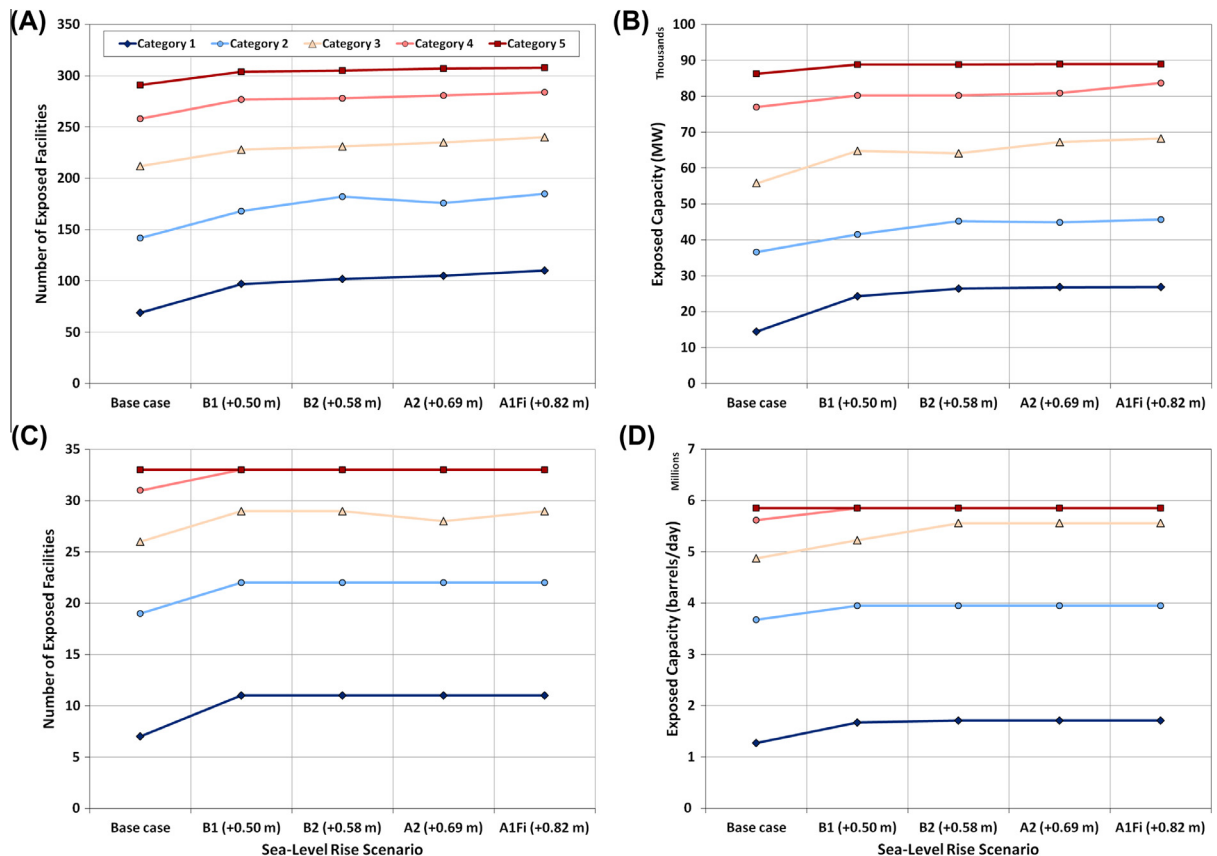 (A)
350
300
250
200
150
100
50
0
Number of Exposed Facilities
Category 1 Category 2 Category 3 Category 4 Category 5
Base case B1 (+0.50 m) B2 (+0.58 m) A2 (+0.69 m) A1Fi (+0.82 m)
(B)
100
90
80
70
60
50
40
30
20
10
0
Thousands
Exposed Capacity (MW)
Base case B1 (+0.50 m) B2 (+0.58 m) A2 (+0.69 m) A1Fi (+0.82 m)
(C)
35
30
25
20
15
10
5
0
Number of Exposed Facilities
Base case B1 (+0.50 m) B2 (+0.58 m) A2 (+0.69 m) A1Fi (+0.82 m)
Sea-Level Rise Scenario
(D)
7
6
5
4
3
2
1
0
Millions
Exposed Capacity (barrels/day)
Base case B1 (+0.50 m) B2 (+0.58 m) A2 (+0.69 m) A1Fi (+0.82 m)
Sea-Level Rise Scenario